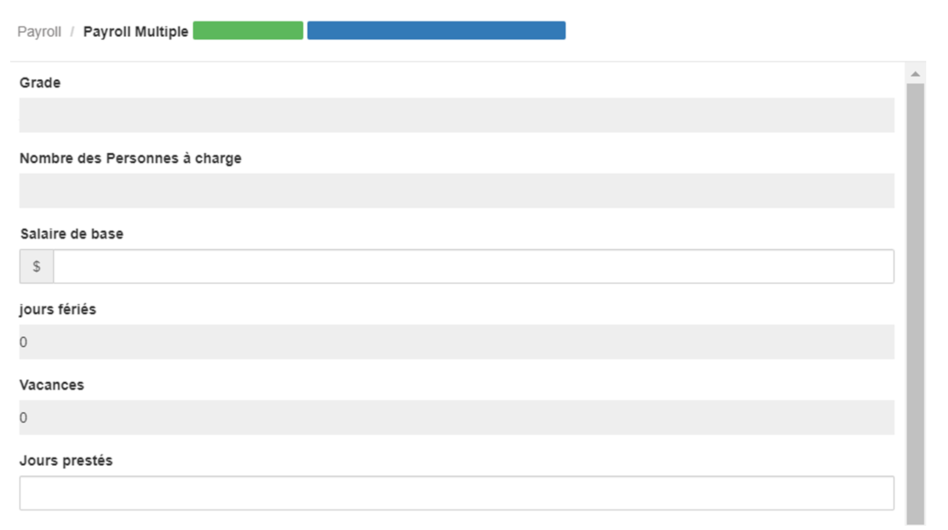 Payroll / Payroll Multiple
Grade
Nombre des Personnes à charge
Salaire de base
$
jours fériés
0
Vacances
0
Jours prestés